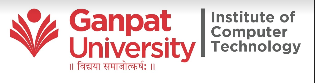 Ganpat
University
॥ विद्यया समाजोत्कर्षः ॥
Institute of
Computer
Technology